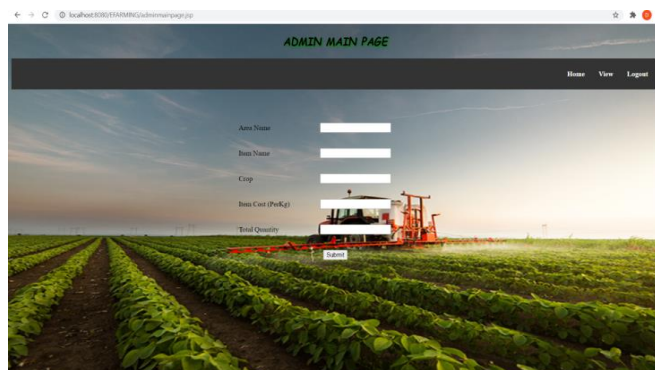 localhost:8080/EFARMING/adminmainpage.jsp
ADMIN MAIN PAGE
Home View Logout
Area Name
Item Name
Crop
Item Cost (PerKg)
Total Quantity
Submit